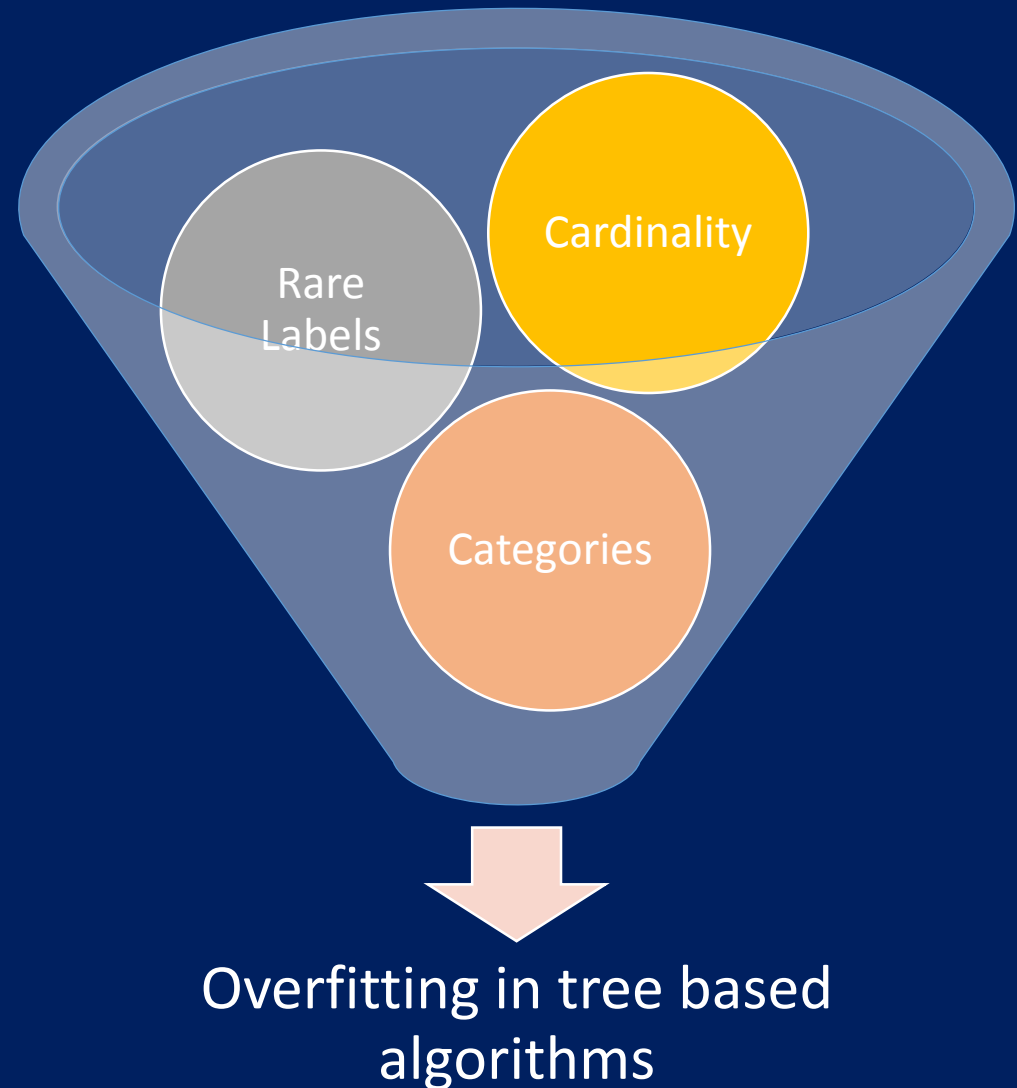 Cardinality
Rare
Labels
Categories
Overfitting in tree based
algorithms